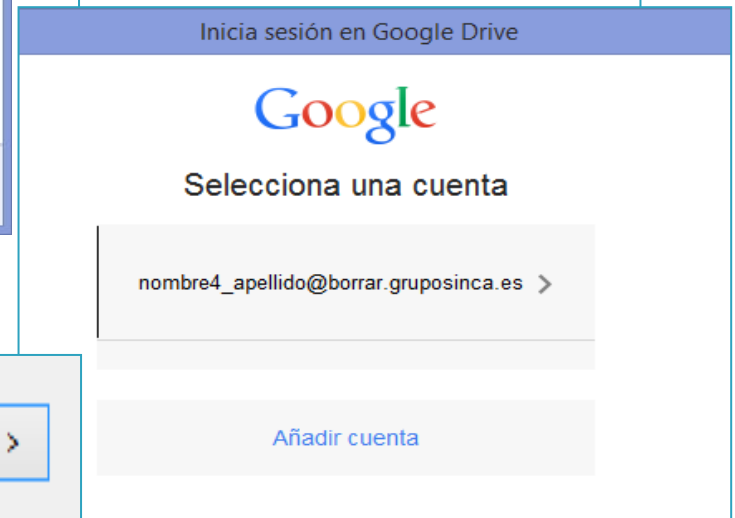 Inicia sesión en Google Drive
Google
Selecciona una cuenta
nombre4_apellido@borrar.gruposinca.es >
Añadir cuenta
>